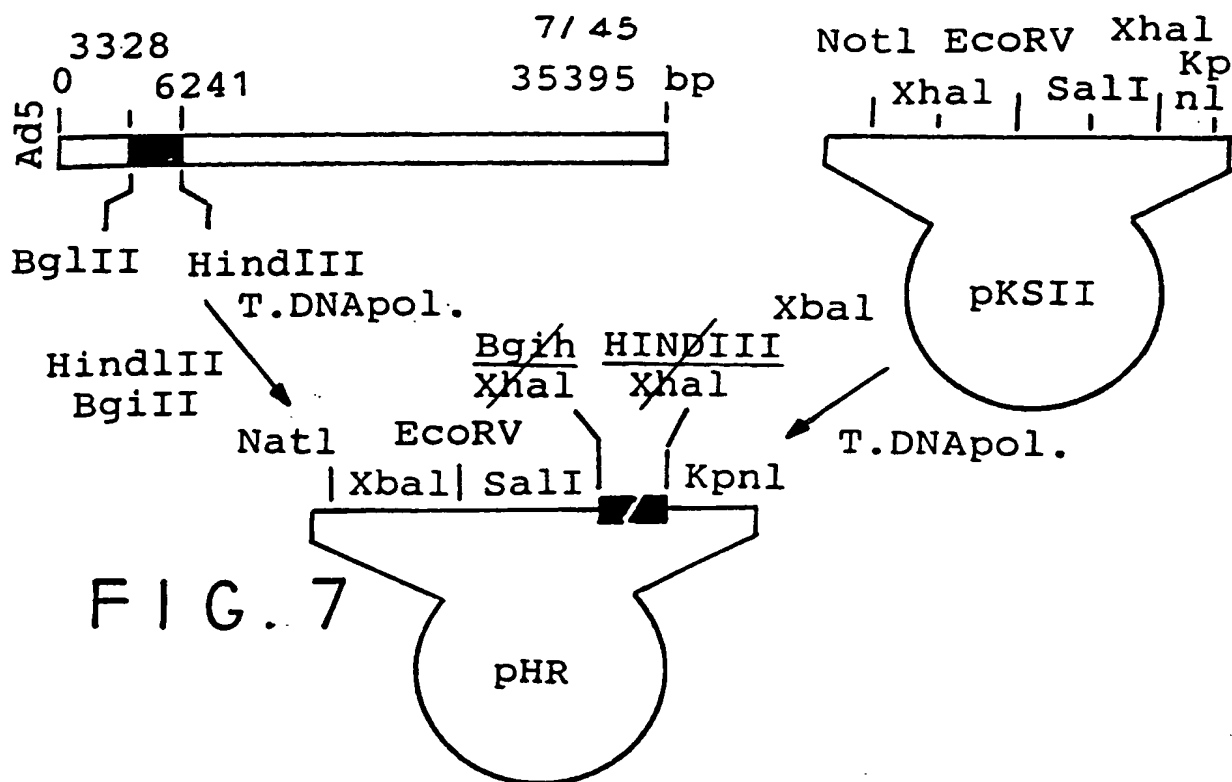 7/45
3328
0
6241
35395 bp
Ad5
BglII
HindIII
T.DNApol.
HindlII
BgiII
NotI EcoRV Xhal
Xhal SalI Kp
nl
pKSII
Xbal
T.DNApol.
Bgih
Xhal
HINDIII
Xhal
Natl EcoRV
Xbal SalI Kpnl
pHR
FIG. 7